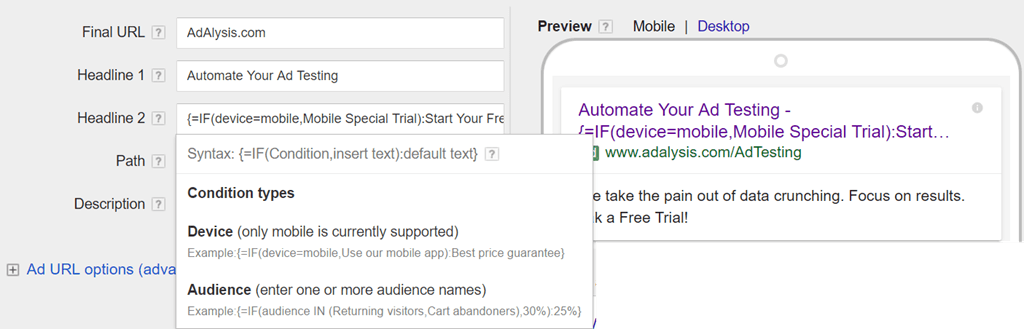 Final URL ? AdAlysis.com
Headline 1 ? Automate Your Ad Testing
Headline 2 ? {=IF(device=mobile,Mobile Special Trial):Start Your Fre
Path ?
Description ?
Ad URL options (adva
Syntax: {=IF(Condition,insert text):default text} ?
Condition types
Device (only mobile is currently supported)
Example:{=IF(device=mobile,Use our mobile app):Best price guarantee}
Audience (enter one or more audience names)
Example:{=IF(audience IN (Returning visitors,Cart abandoners),30%):25%}
Preview ? Mobile | Desktop
Automate Your Ad Testing -
{=IF(device=mobile,Mobile Special Trial):Start…
www.adalysis.com/AdTesting
e take the pain out of data crunching. Focus on results.
k a Free Trial!